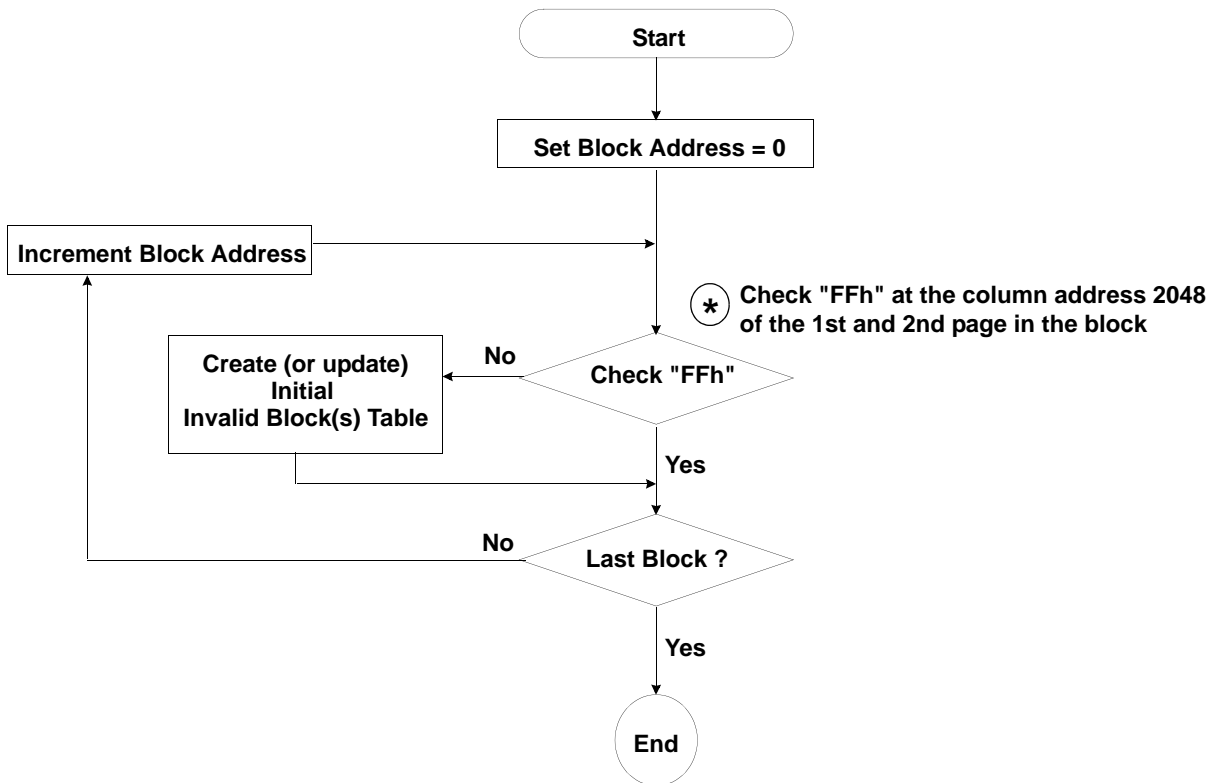 Start
Set Block Address = 0
Increment Block Address
* Check "FFh" at the column address 2048
of the 1st and 2nd page in the block
Create (or update)
Initial
Invalid Block(s) Table
No
Check "FFh"
Yes
No
Last Block ?
Yes
End